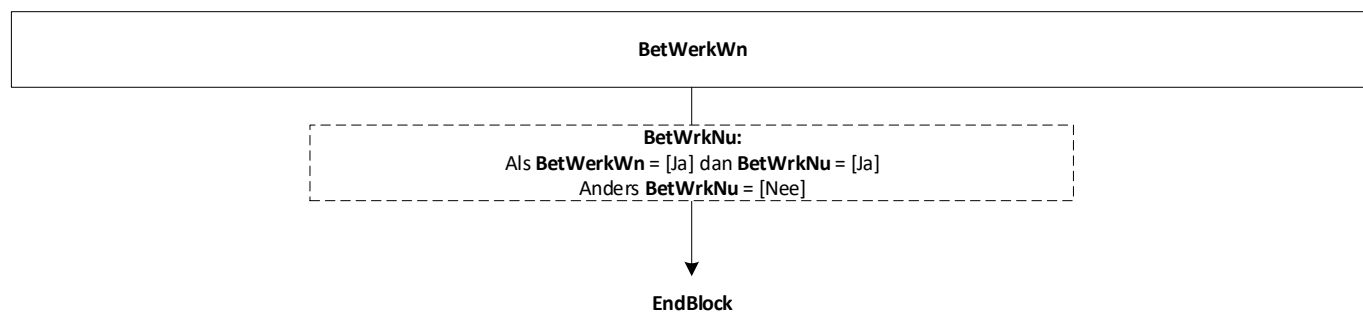 BetWerkWn
BetWrkNu:
Als BetWerkWn = [Ja] dan BetWrkNu = [Ja]
Anders BetWrkNu = [Nee]
EndBlock